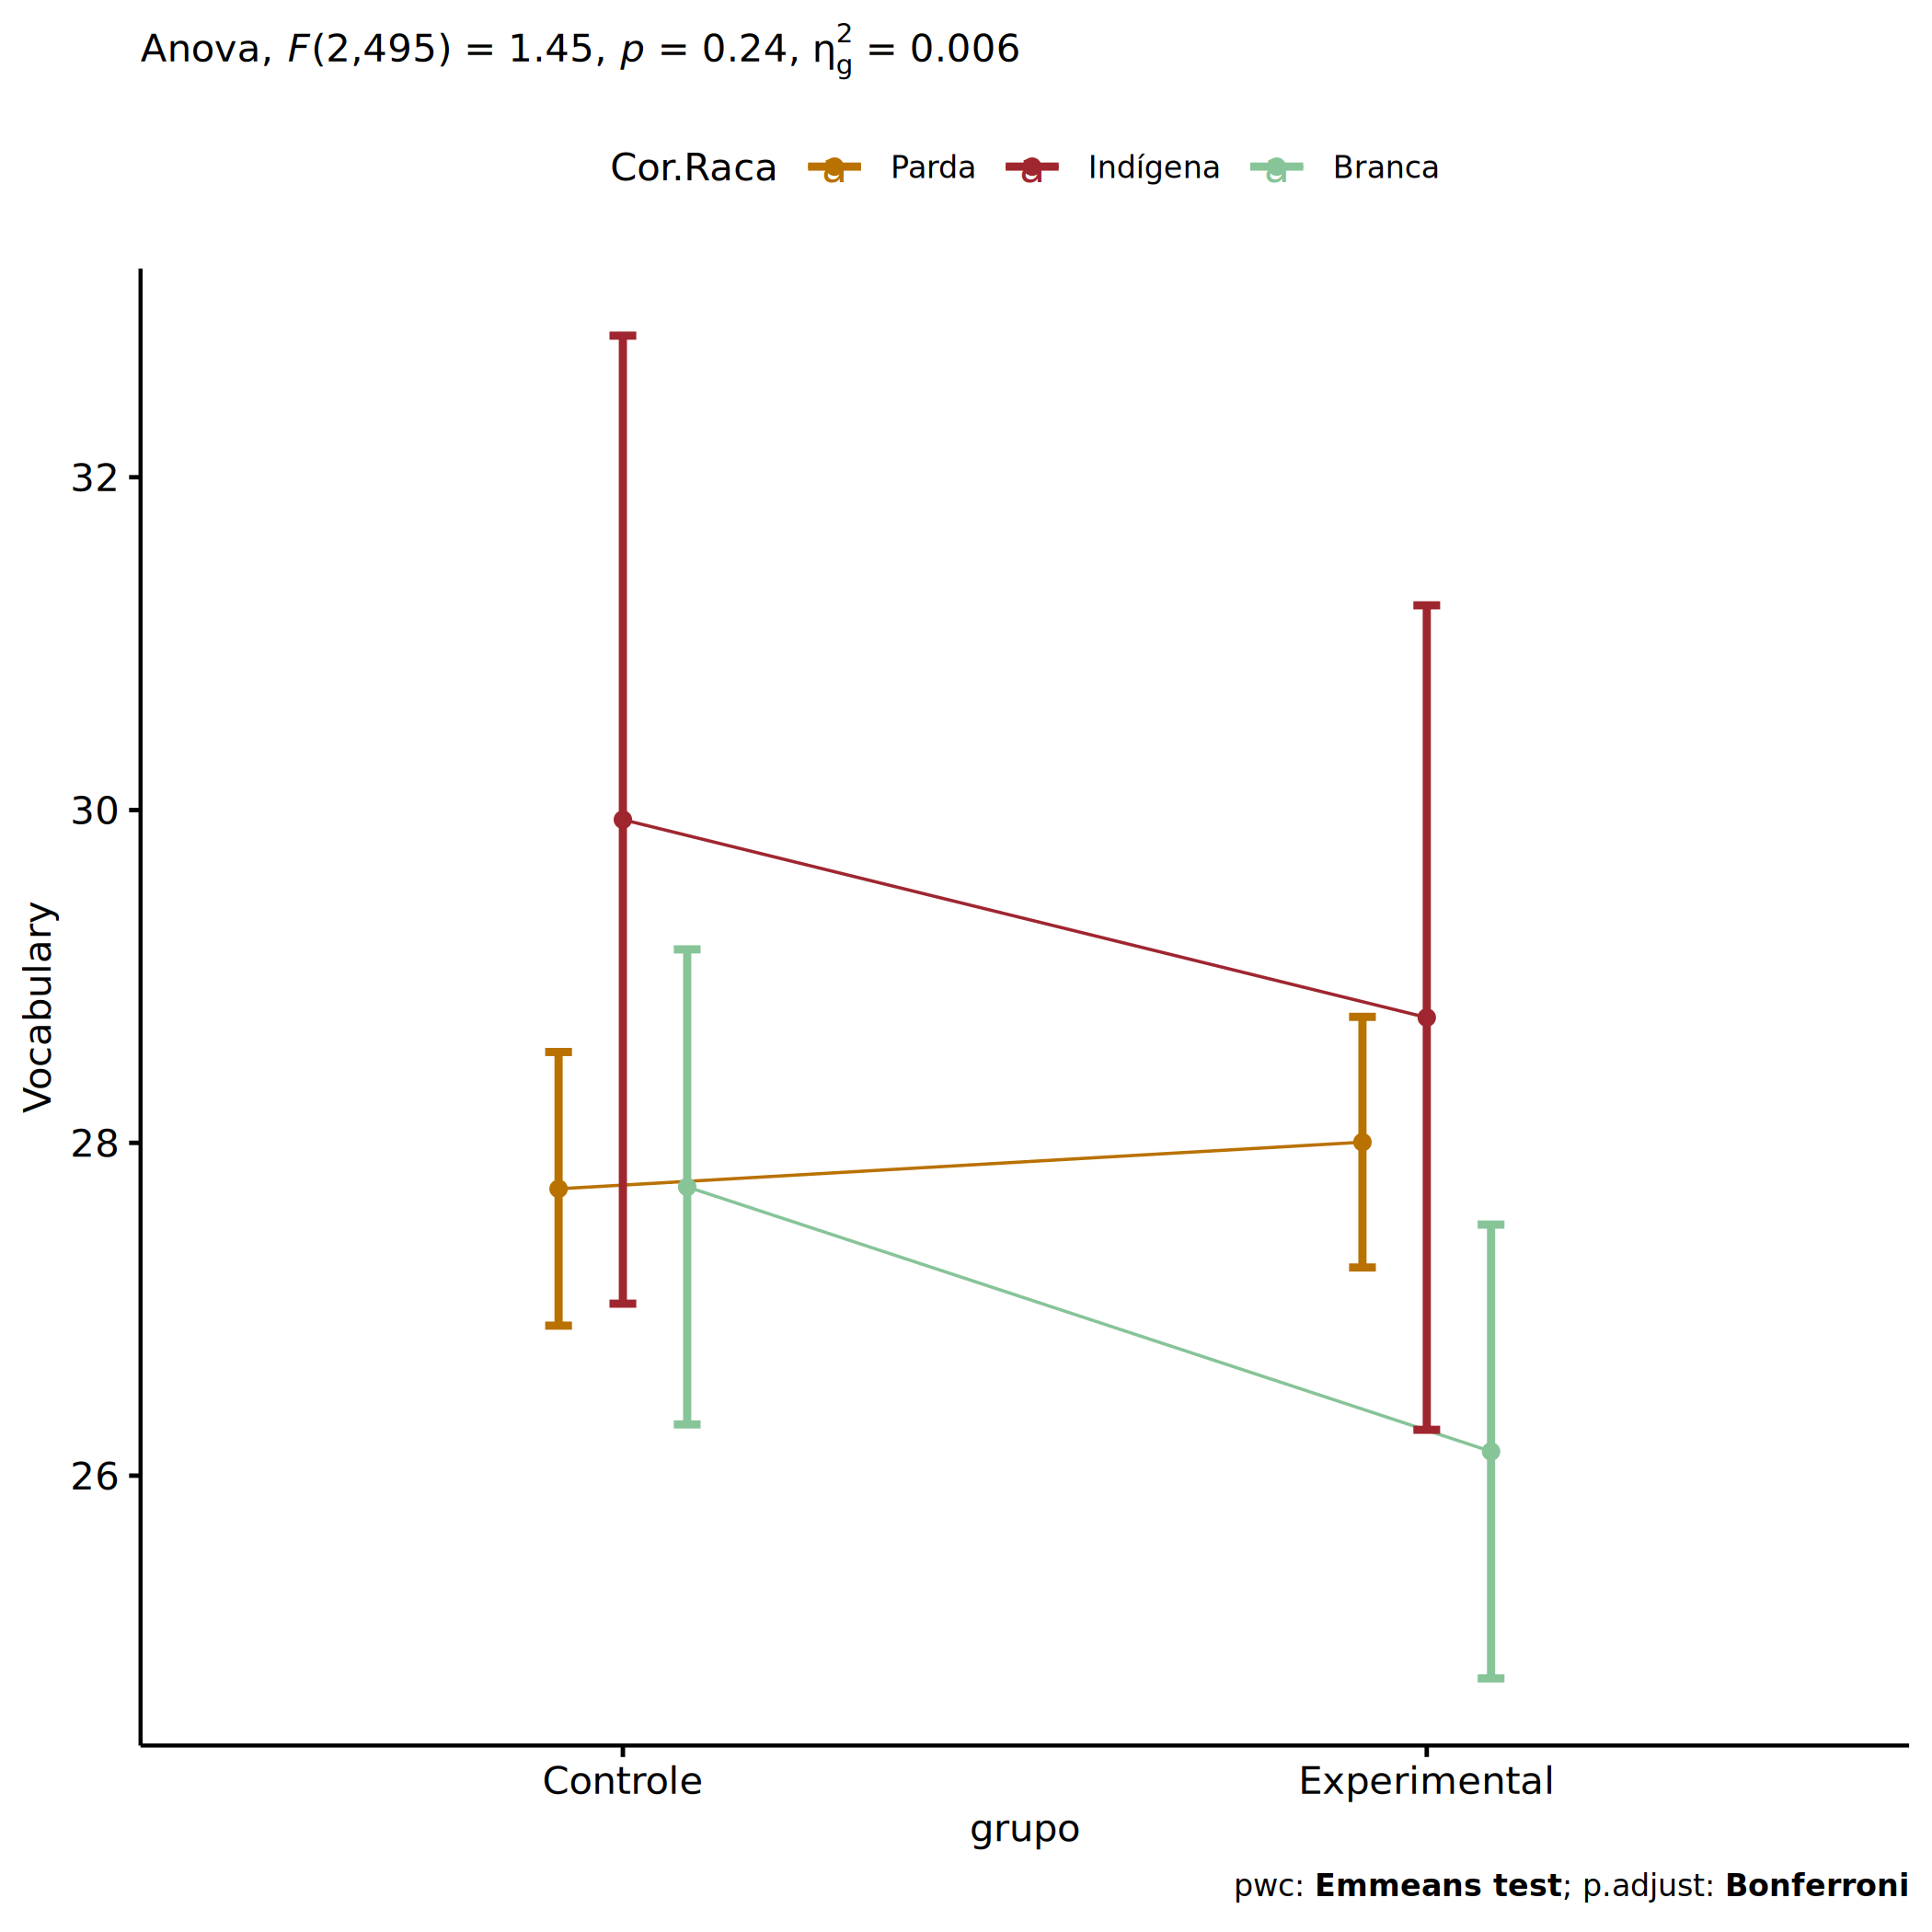 Anova, F(2,495) = 1.45, p = 0.24, η²g = 0.006
Cor.Raca a Parda a Indígena a Branca
Vocabulary
32
30
28
26
Controle Experimental
grupo
pwc: Emmeans test; p.adjust: Bonferroni